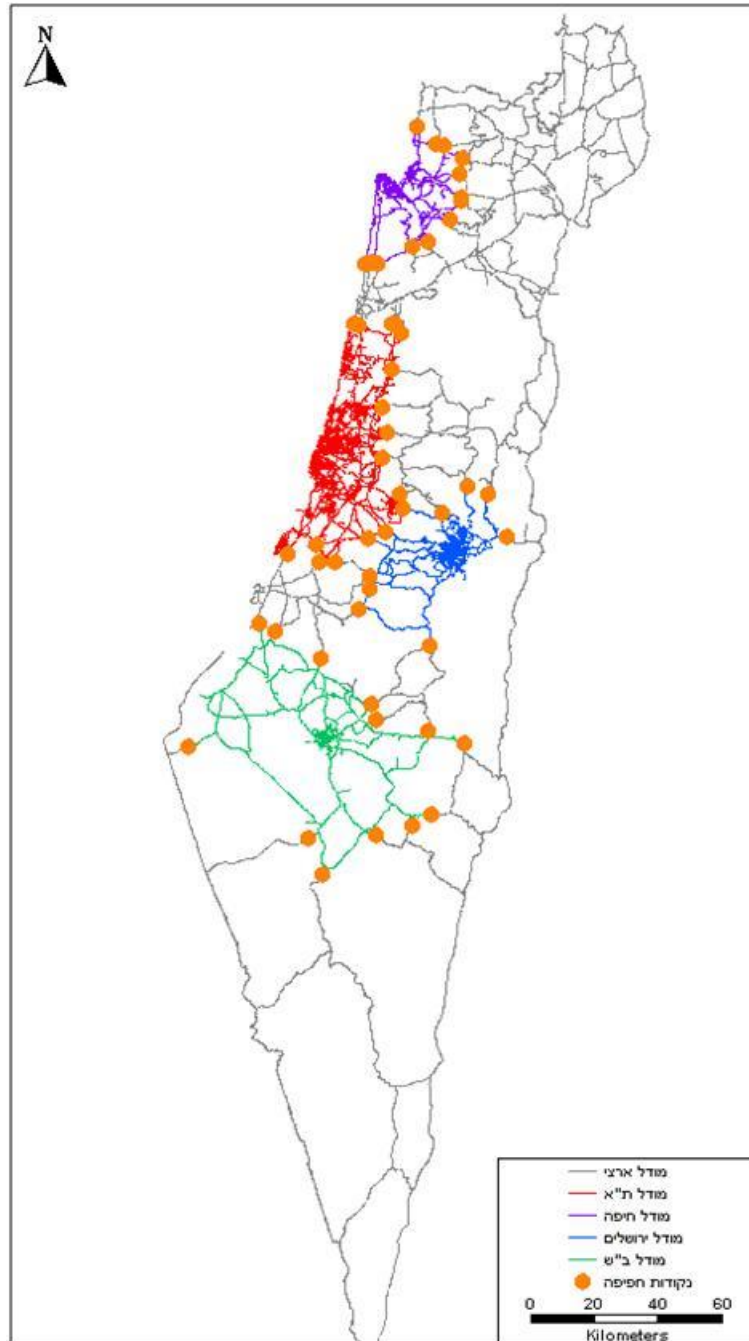 N
מודל ארצי
מודל ת"א
מודל חיפה
מודל ירושלים
מודל ב"ש
נקודות חפיפה
0 20 40 60
Kilometers